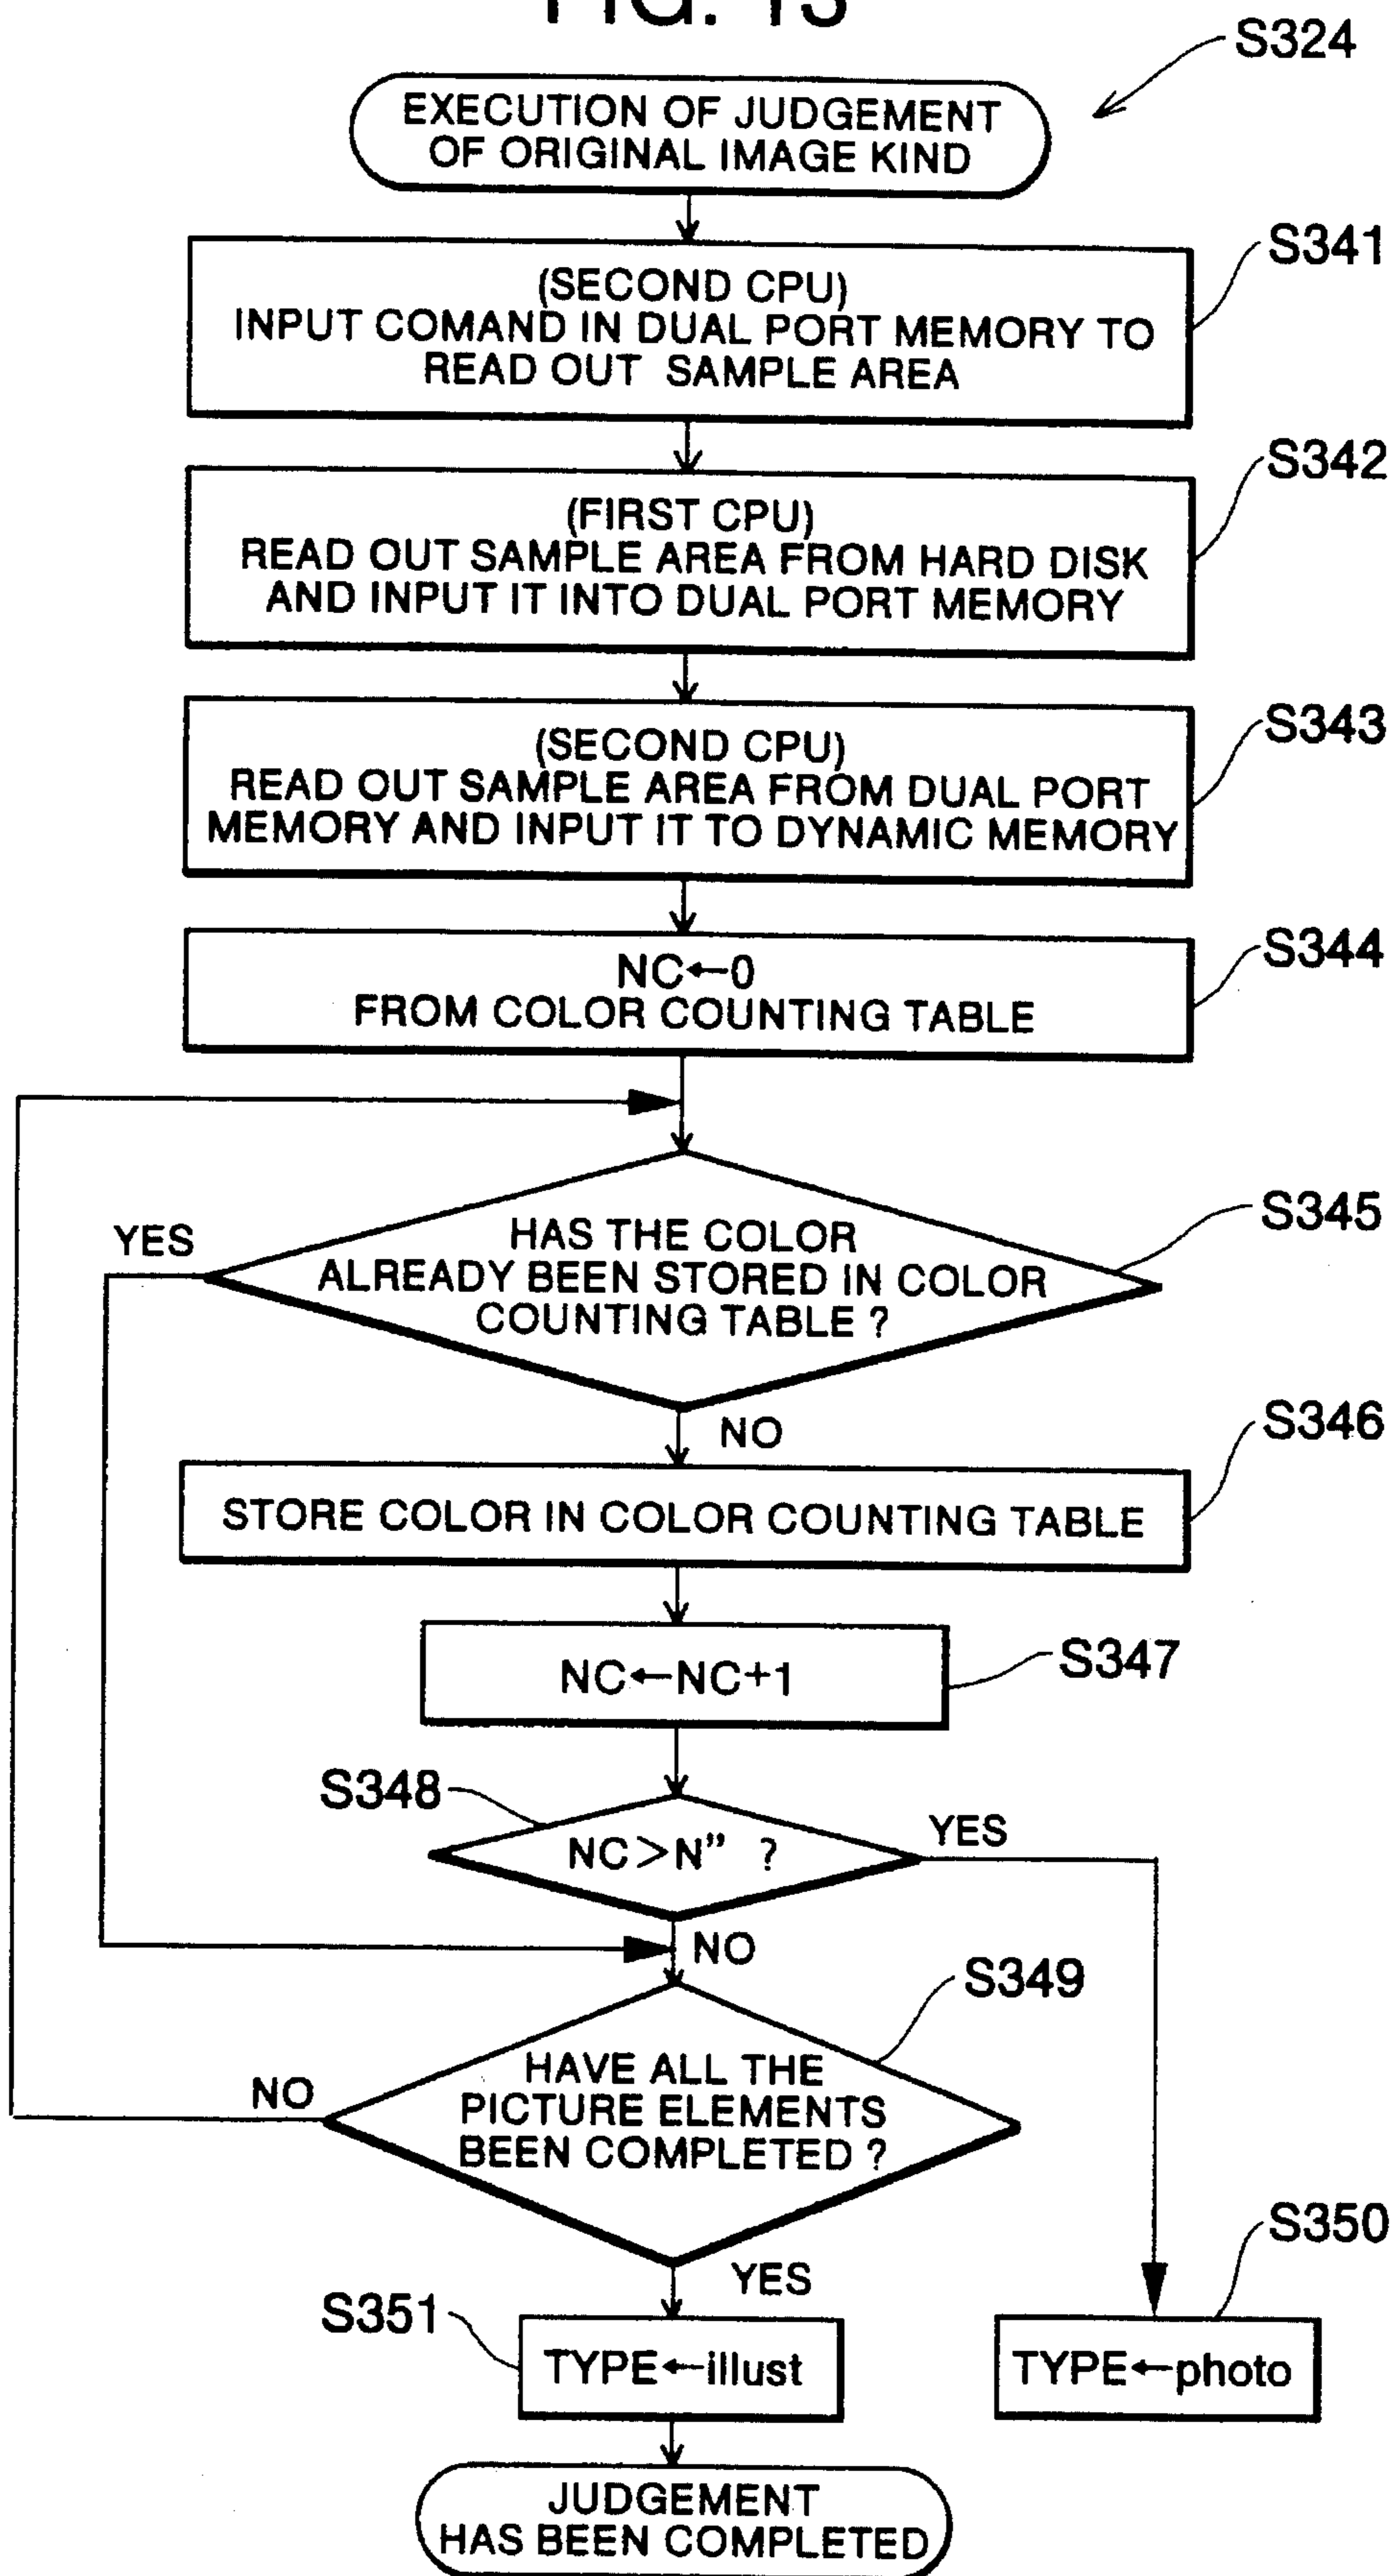 FIG. 13
S324
EXECUTION OF JUDGEMENT
OF ORIGINAL IMAGE KIND
S341
(SECOND CPU)
INPUT COMAND IN DUAL PORT MEMORY TO
READ OUT SAMPLE AREA
S342
(FIRST CPU)
READ OUT SAMPLE AREA FROM HARD DISK
AND INPUT IT INTO DUAL PORT MEMORY
S343
(SECOND CPU)
READ OUT SAMPLE AREA FROM DUAL PORT
MEMORY AND INPUT IT TO DYNAMIC MEMORY
S344
NC←0
FROM COLOR COUNTING TABLE
S345
YES
HAS THE COLOR
ALREADY BEEN STORED IN COLOR
COUNTING TABLE ?
NO
S346
STORE COLOR IN COLOR COUNTING TABLE
S347
NC←NC+1
S348
NC>N” ?
YES
NO
S349
HAVE ALL THE
PICTURE ELEMENTS
BEEN COMPLETED ?
NO
YES
S350
S351
TYPE←illust
TYPE←photo
JUDGEMENT
HAS BEEN COMPLETED